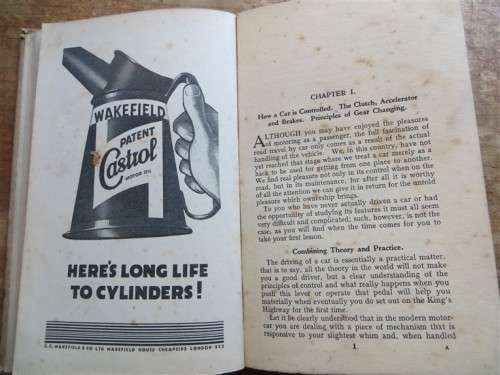 WAKEFIELD
PATENT
Castrol
MOTOR OIL
HERE'S LONG LIFE
TO CYLINDERS!
C.C. WAKEFIELD & CO LTD WAKEFIELD HOUSE CHEAPSIDE LONDON EC2
CHAPTER I.
How a Car is Controlled. The Clutch, Accelerator
and Brakes. Principles of Gear Changing.
ALTHOUGH you may have enjoyed the pleasures
of motoring as a passenger, the full fascination of
road travel by car only comes as a result of the actual
handling of the vehicle. We, in this country, have not
yet reached that stage where we treat a car merely as a
hack to be used for getting from one place to another.
We find real pleasure not only in its control when on the
road, but in its maintenance, for after all it is worthy
of all the attention we can give it in return for the untold
pleasure which ownership brings.
To you who have never actually driven a car or had
the opportunity of studying its features it must all seem
very difficult and complicated; such, however, is not the
case, as you will find when the time comes for you to
take your first lesson.
Combining Theory and Practice.
The driving of a car is essentially a practical matter,
that is to say, all the theory in the world will not make
you a good driver, but a clear understanding of the
principles of control and what really happens when you
push this lever or operate that pedal will help you
materially when eventually you do set out on the King's
Highway for the first time.
Let it be clearly understood that in the modern motor-
car you are dealing with a piece of mechanism that is
responsive to your slightest whim and, when handled
1
A